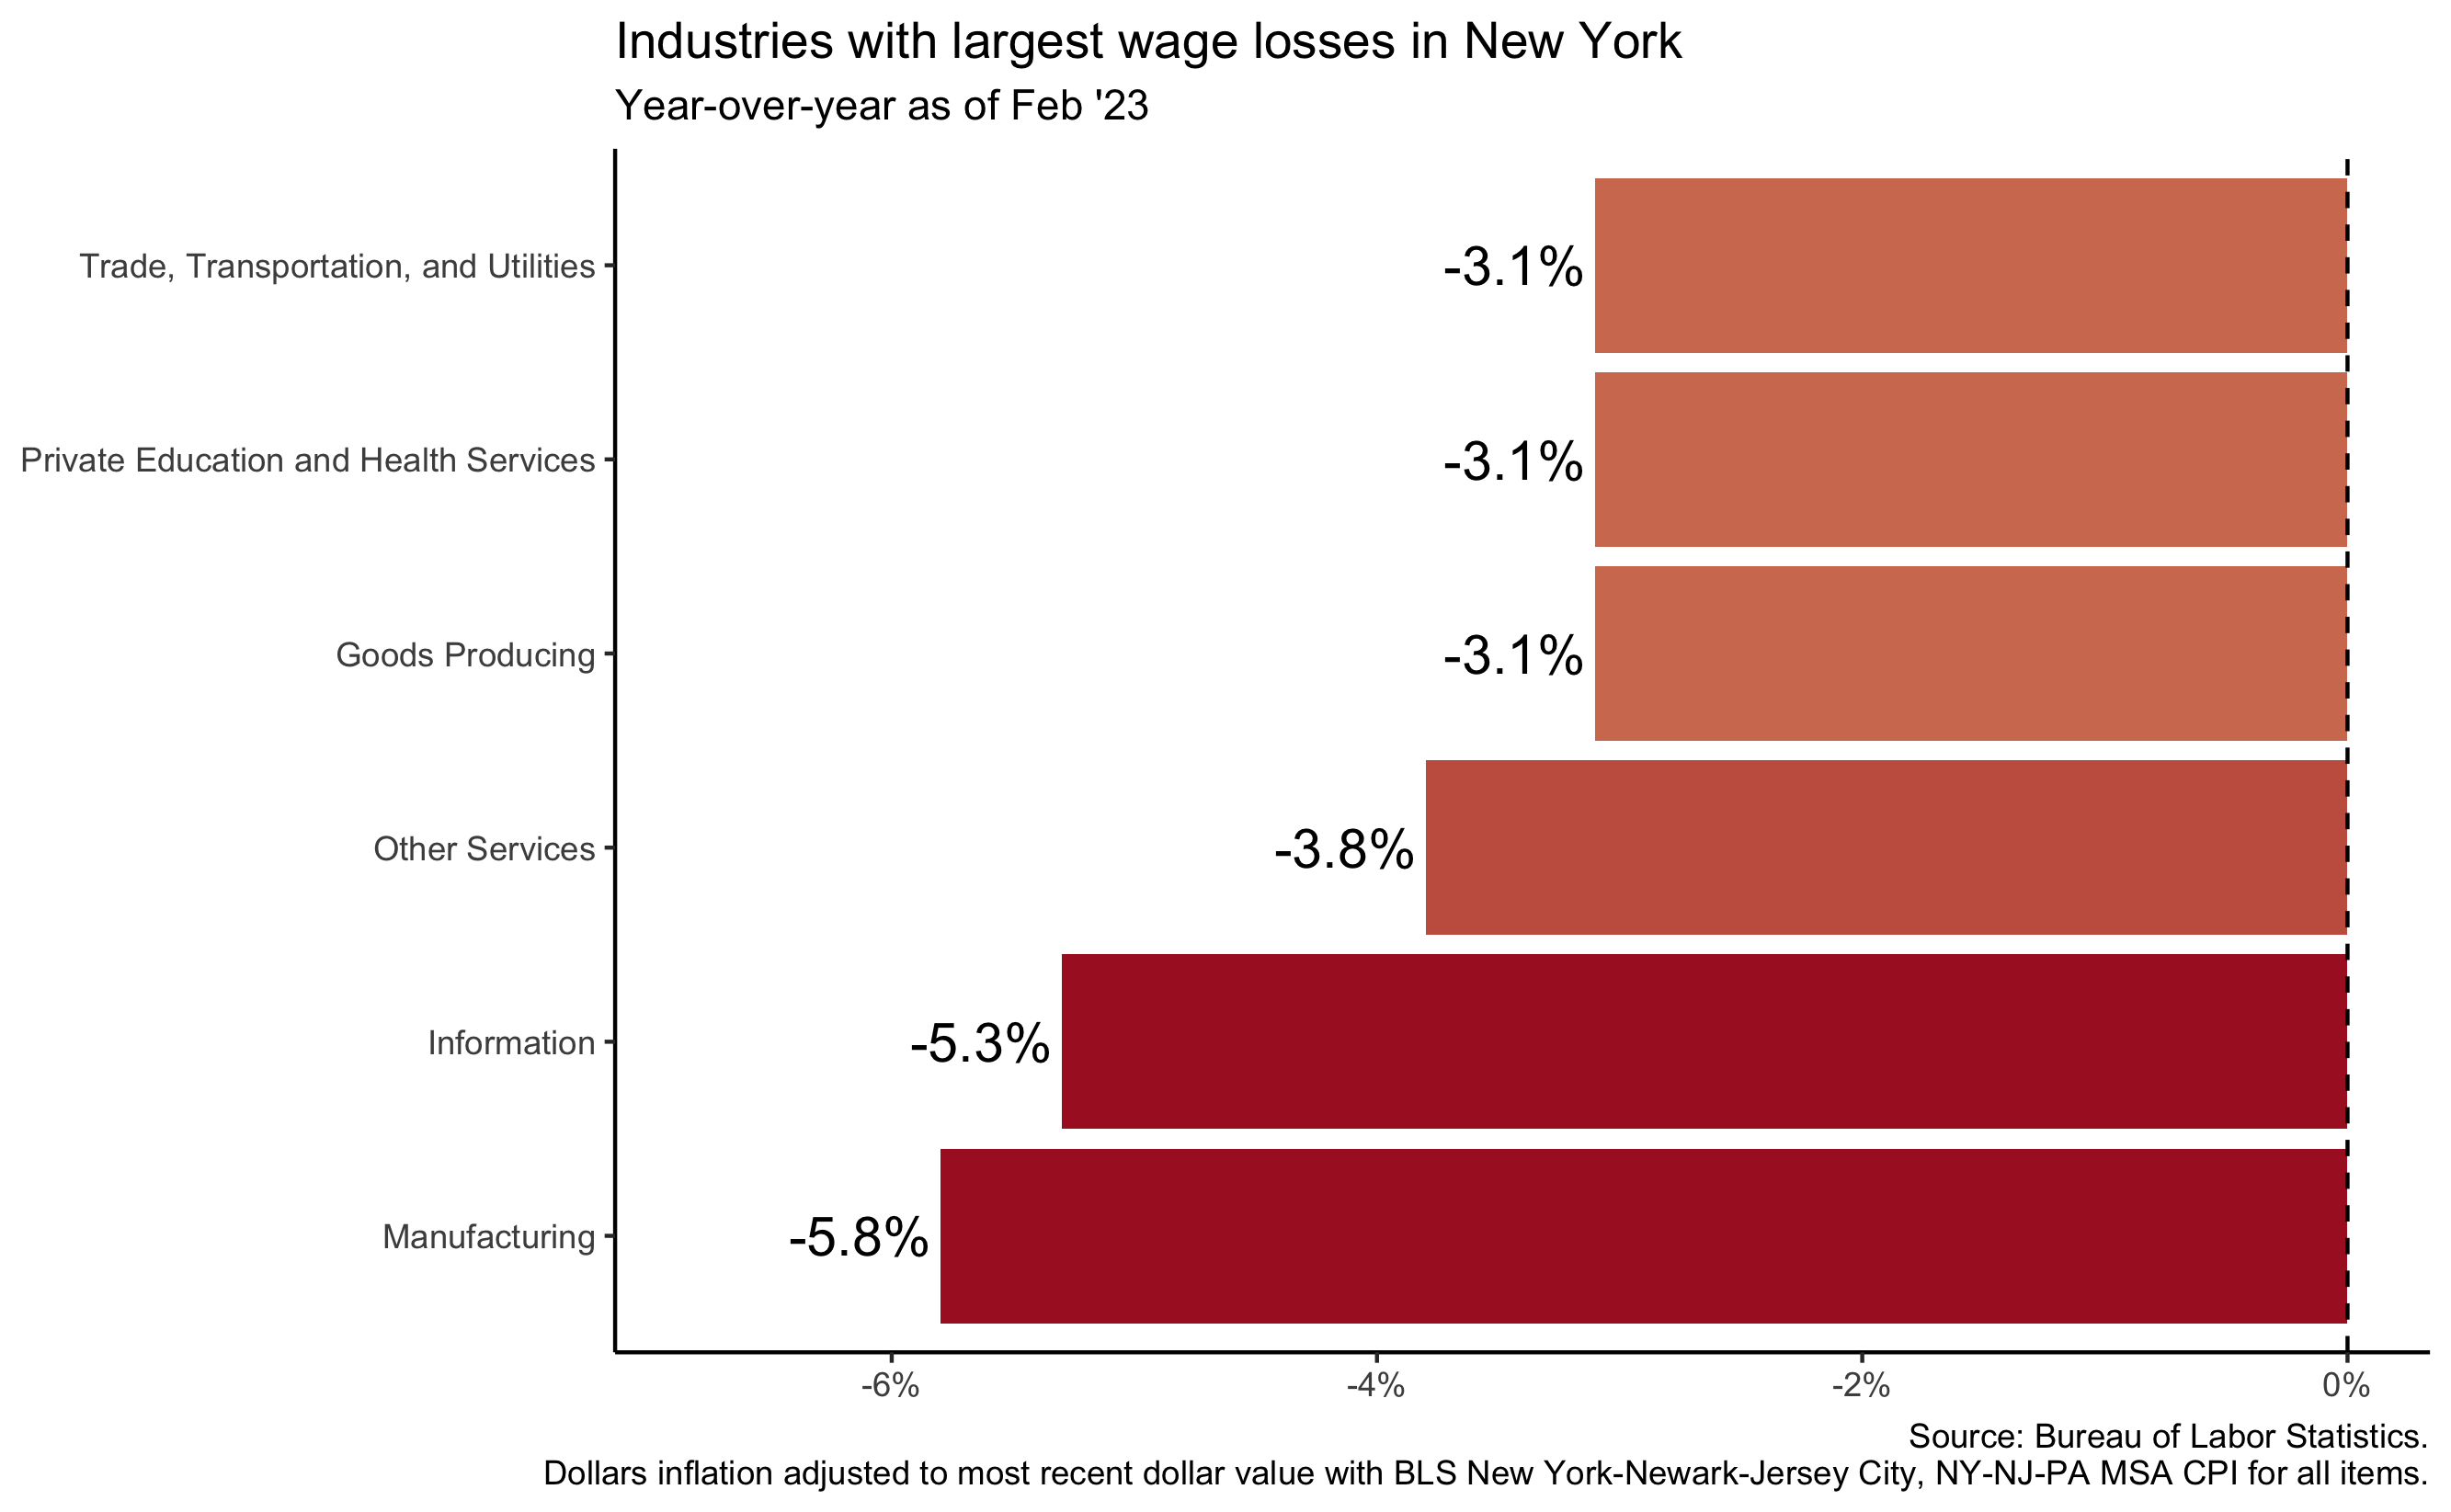 Industries with largest wage losses in New York
Year-over-year as of Feb '23
Trade, Transportation, and Utilities
-3.1%
Private Education and Health Services
-3.1%
Goods Producing
-3.1%
Other Services
-3.8%
Information
-5.3%
Manufacturing
-5.8%
-6%
-4%
-2%
0%
Source: Bureau of Labor Statistics.
Dollars inflation adjusted to most recent dollar value with BLS New York-Newark-Jersey City, NY-NJ-PA MSA CPI for all items.